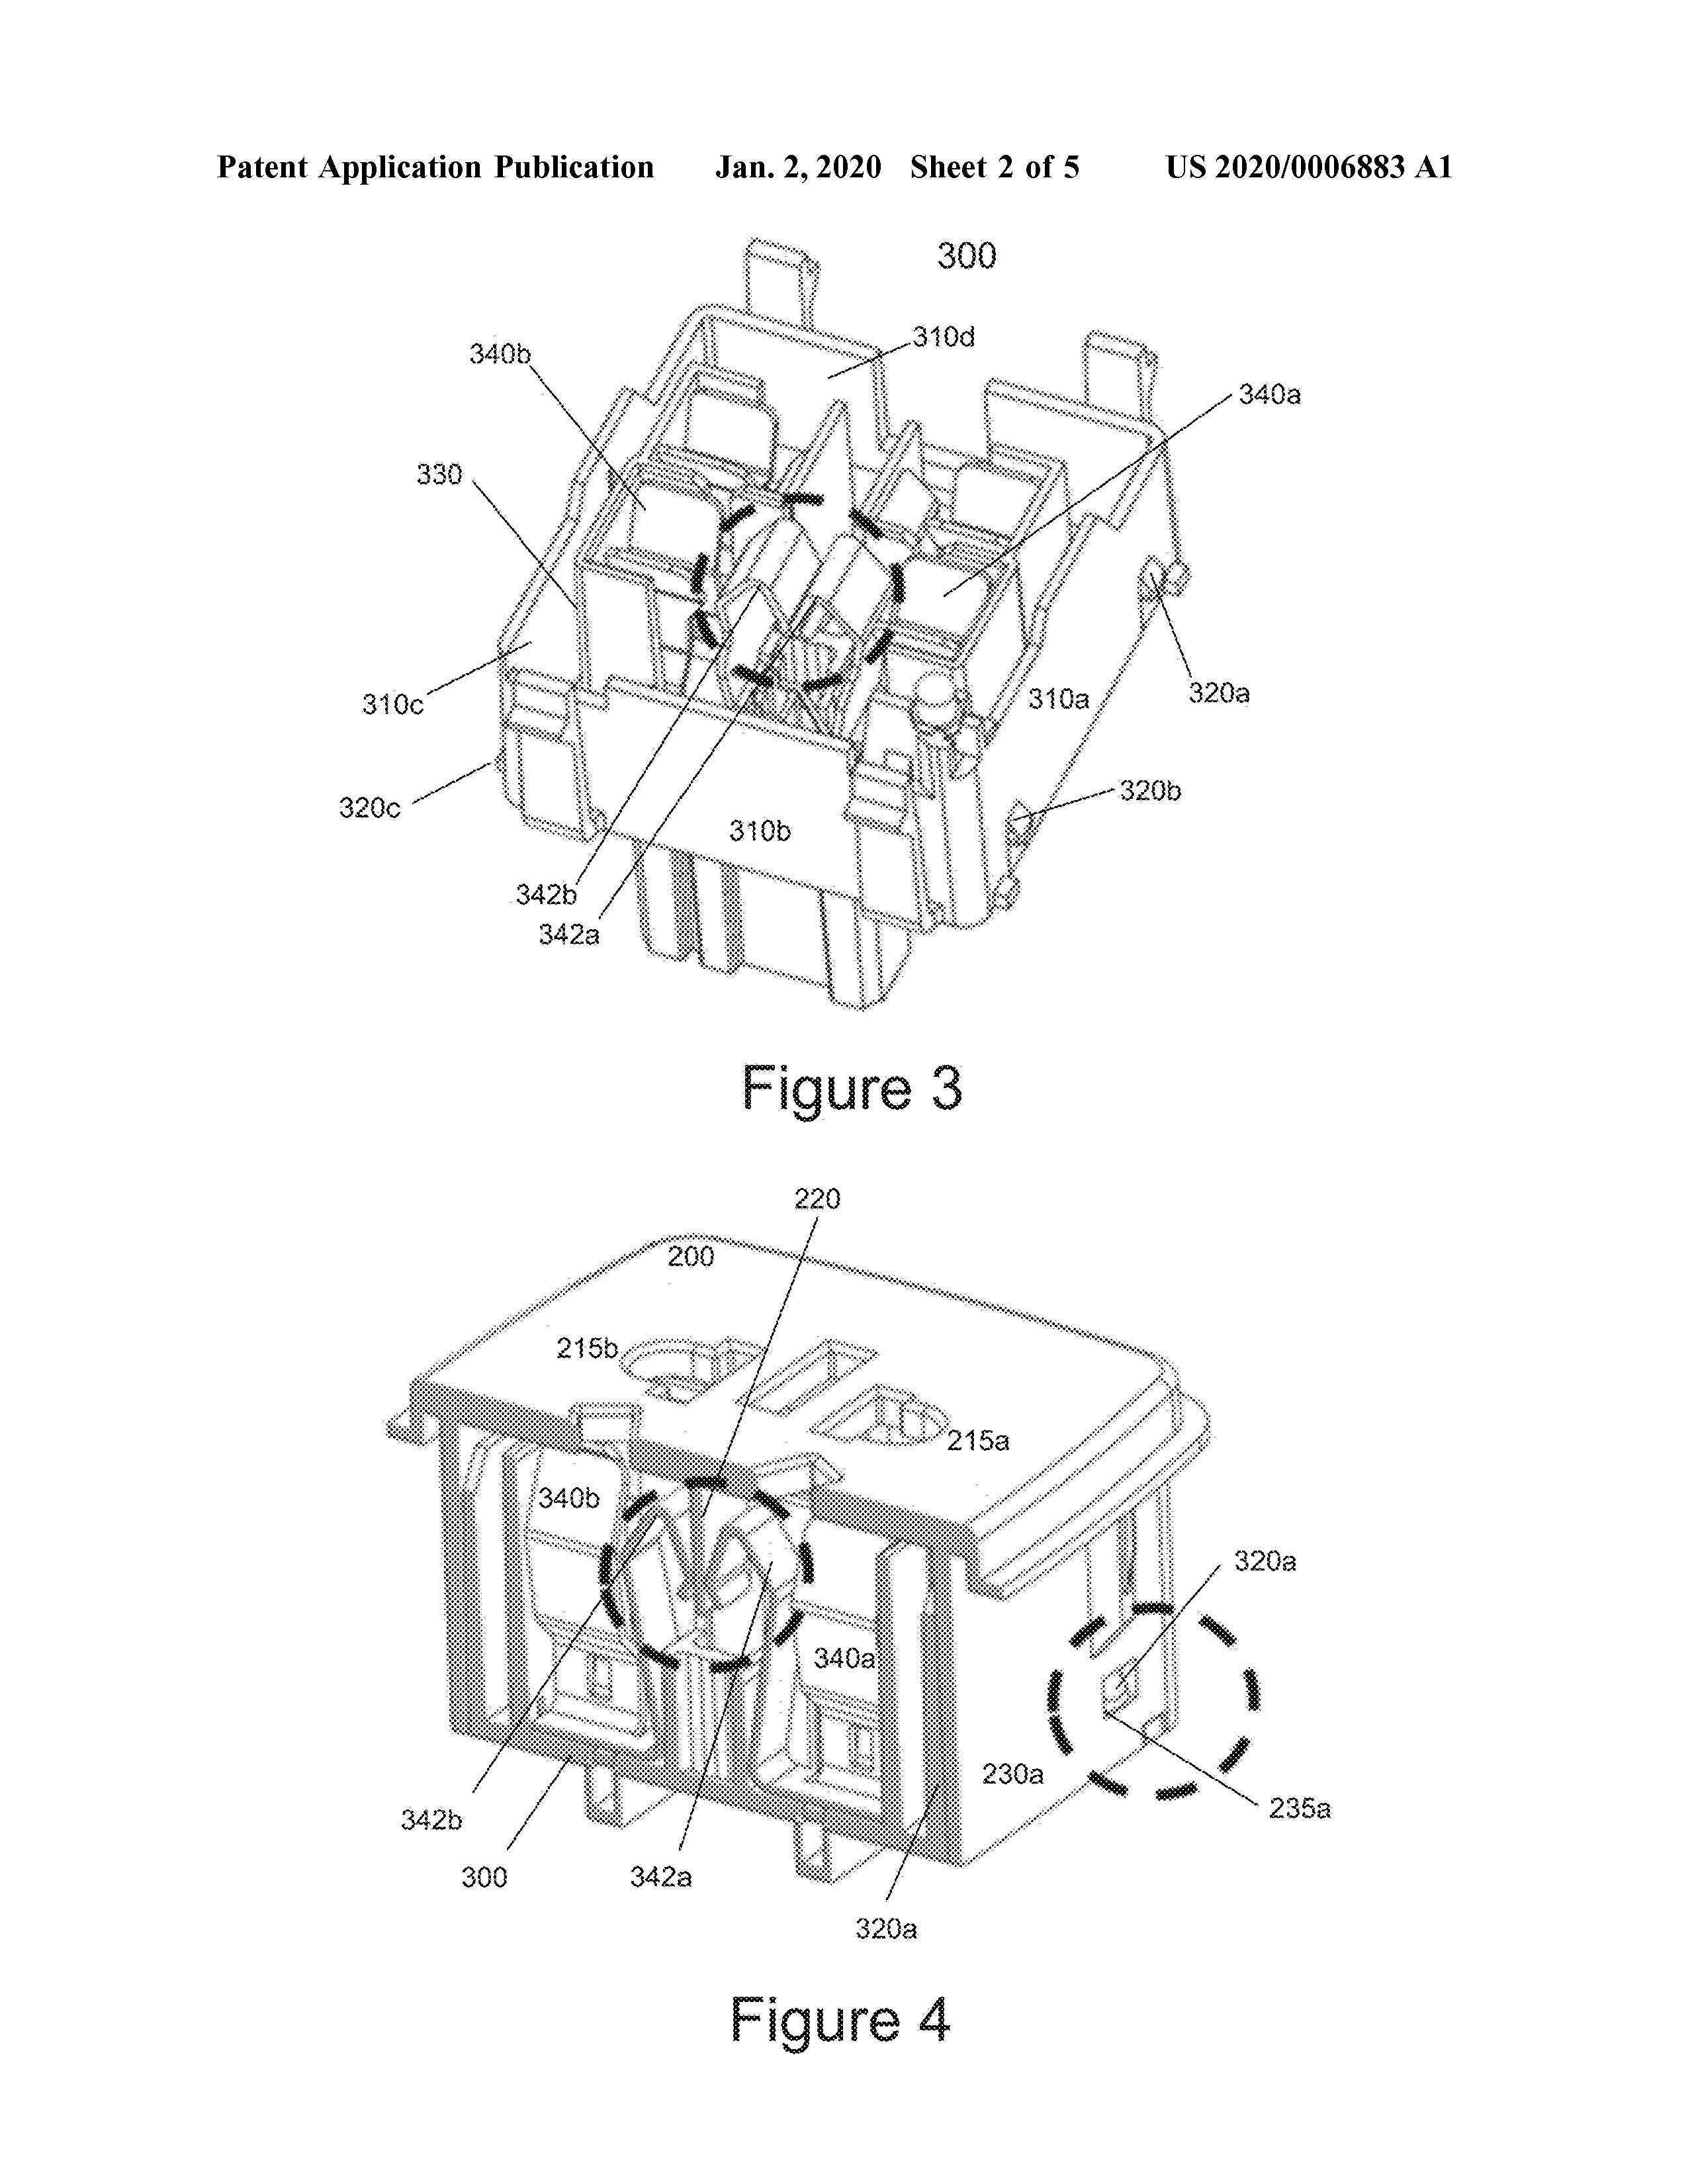 Patent Application Publication Jan. 2, 2020 Sheet 2 of 5 US 2020/0006883 A1
300
310d
340b
340a
330
310c
310a
320a
320c
320b
310b
342b
342a
Figure 3
220
200
215b
215a
340b
320a
340a
230a
235a
342b
300
342a
320a
Figure 4